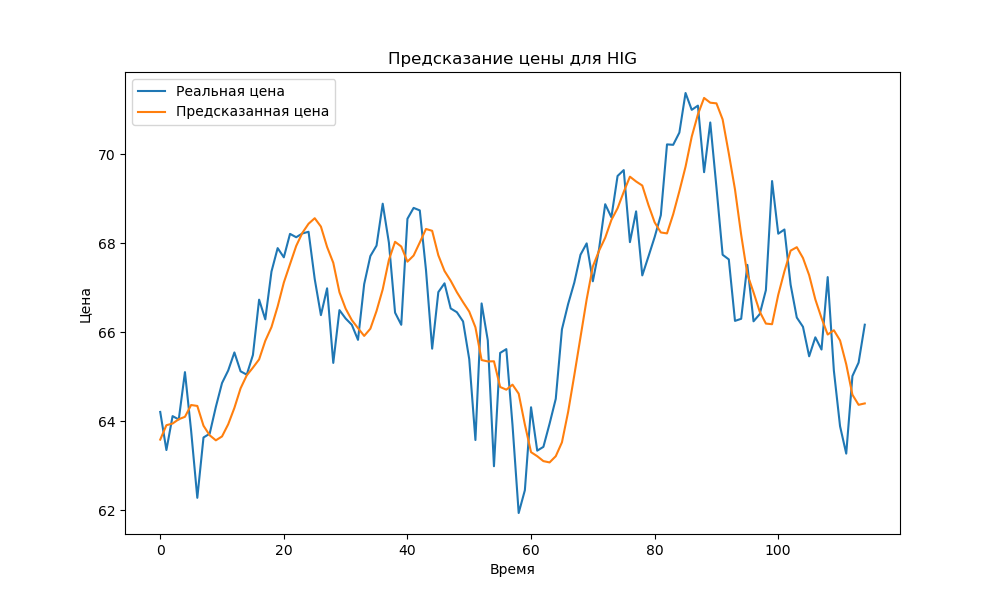 Предсказание цены для HIG
Реальная цена
Предсказанная цена
Цена
70
68
66
64
62
0 20 40 60 80 100
Время